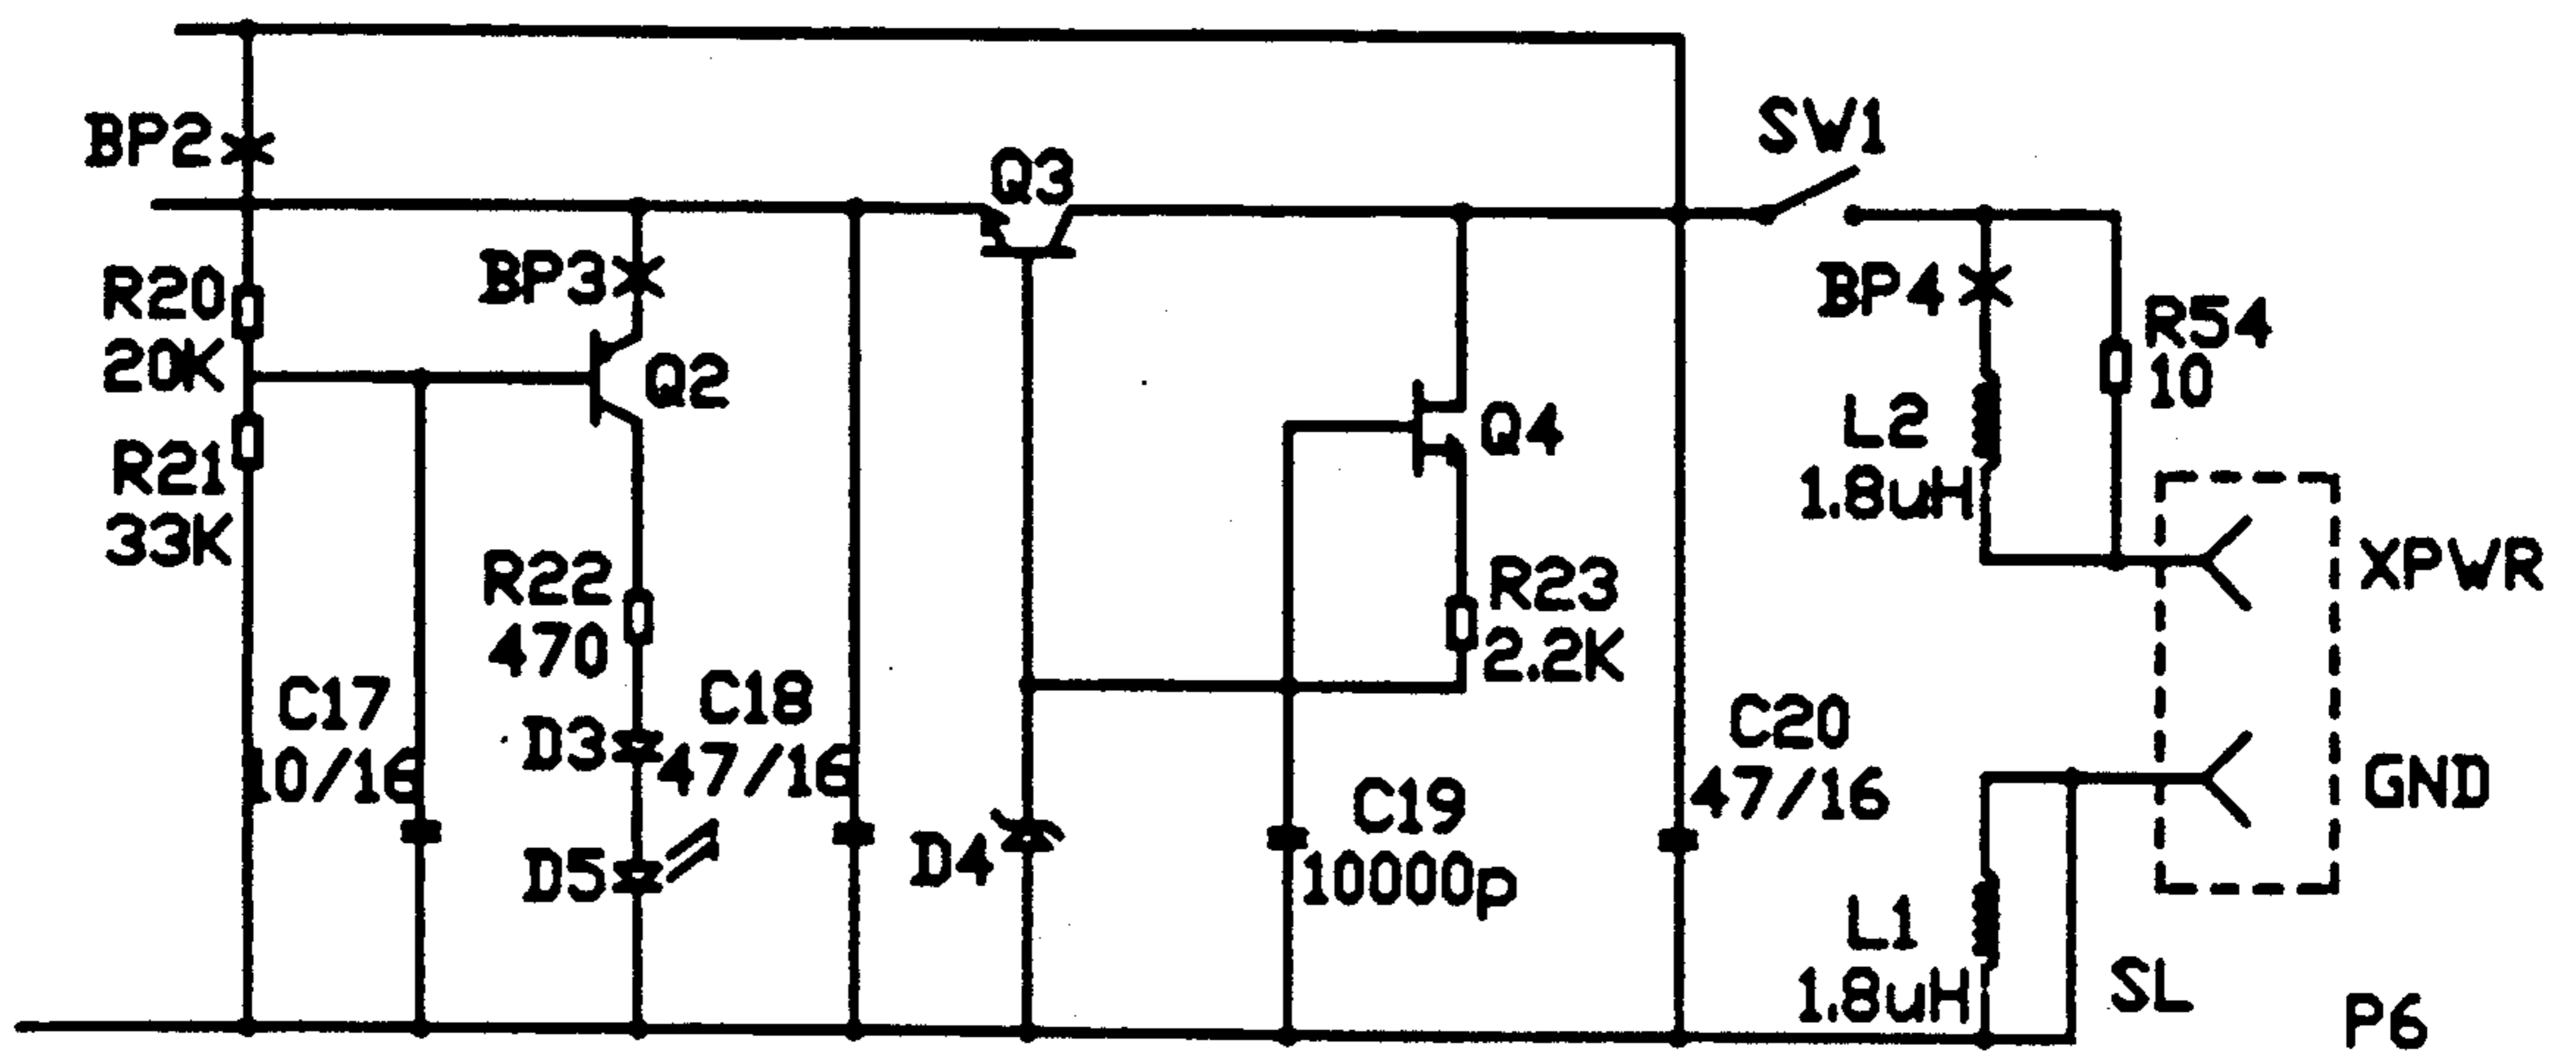 SW1
BP2
Q3
BP3
BP4
R20
20K
R54
10
Q2
L2
1.8uH
Q4
R21
33K
XPWR
R22
470
R23
2.2K
C17
10/16
C18
47/16
D3
C20
47/16
GND
C19
10000p
D4
D5
L1
1.8uH
SL
P6